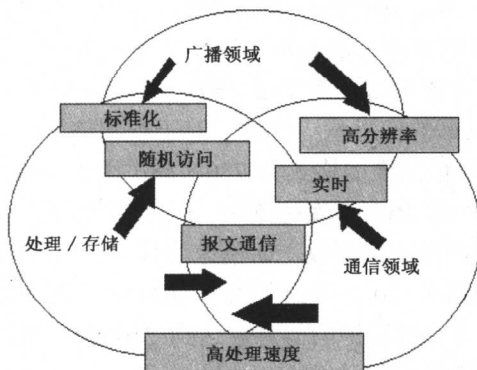 广播领域
标准化
高分辨率
随机访问
实时
处理/存储
报文通信
通信领域
高处理速度